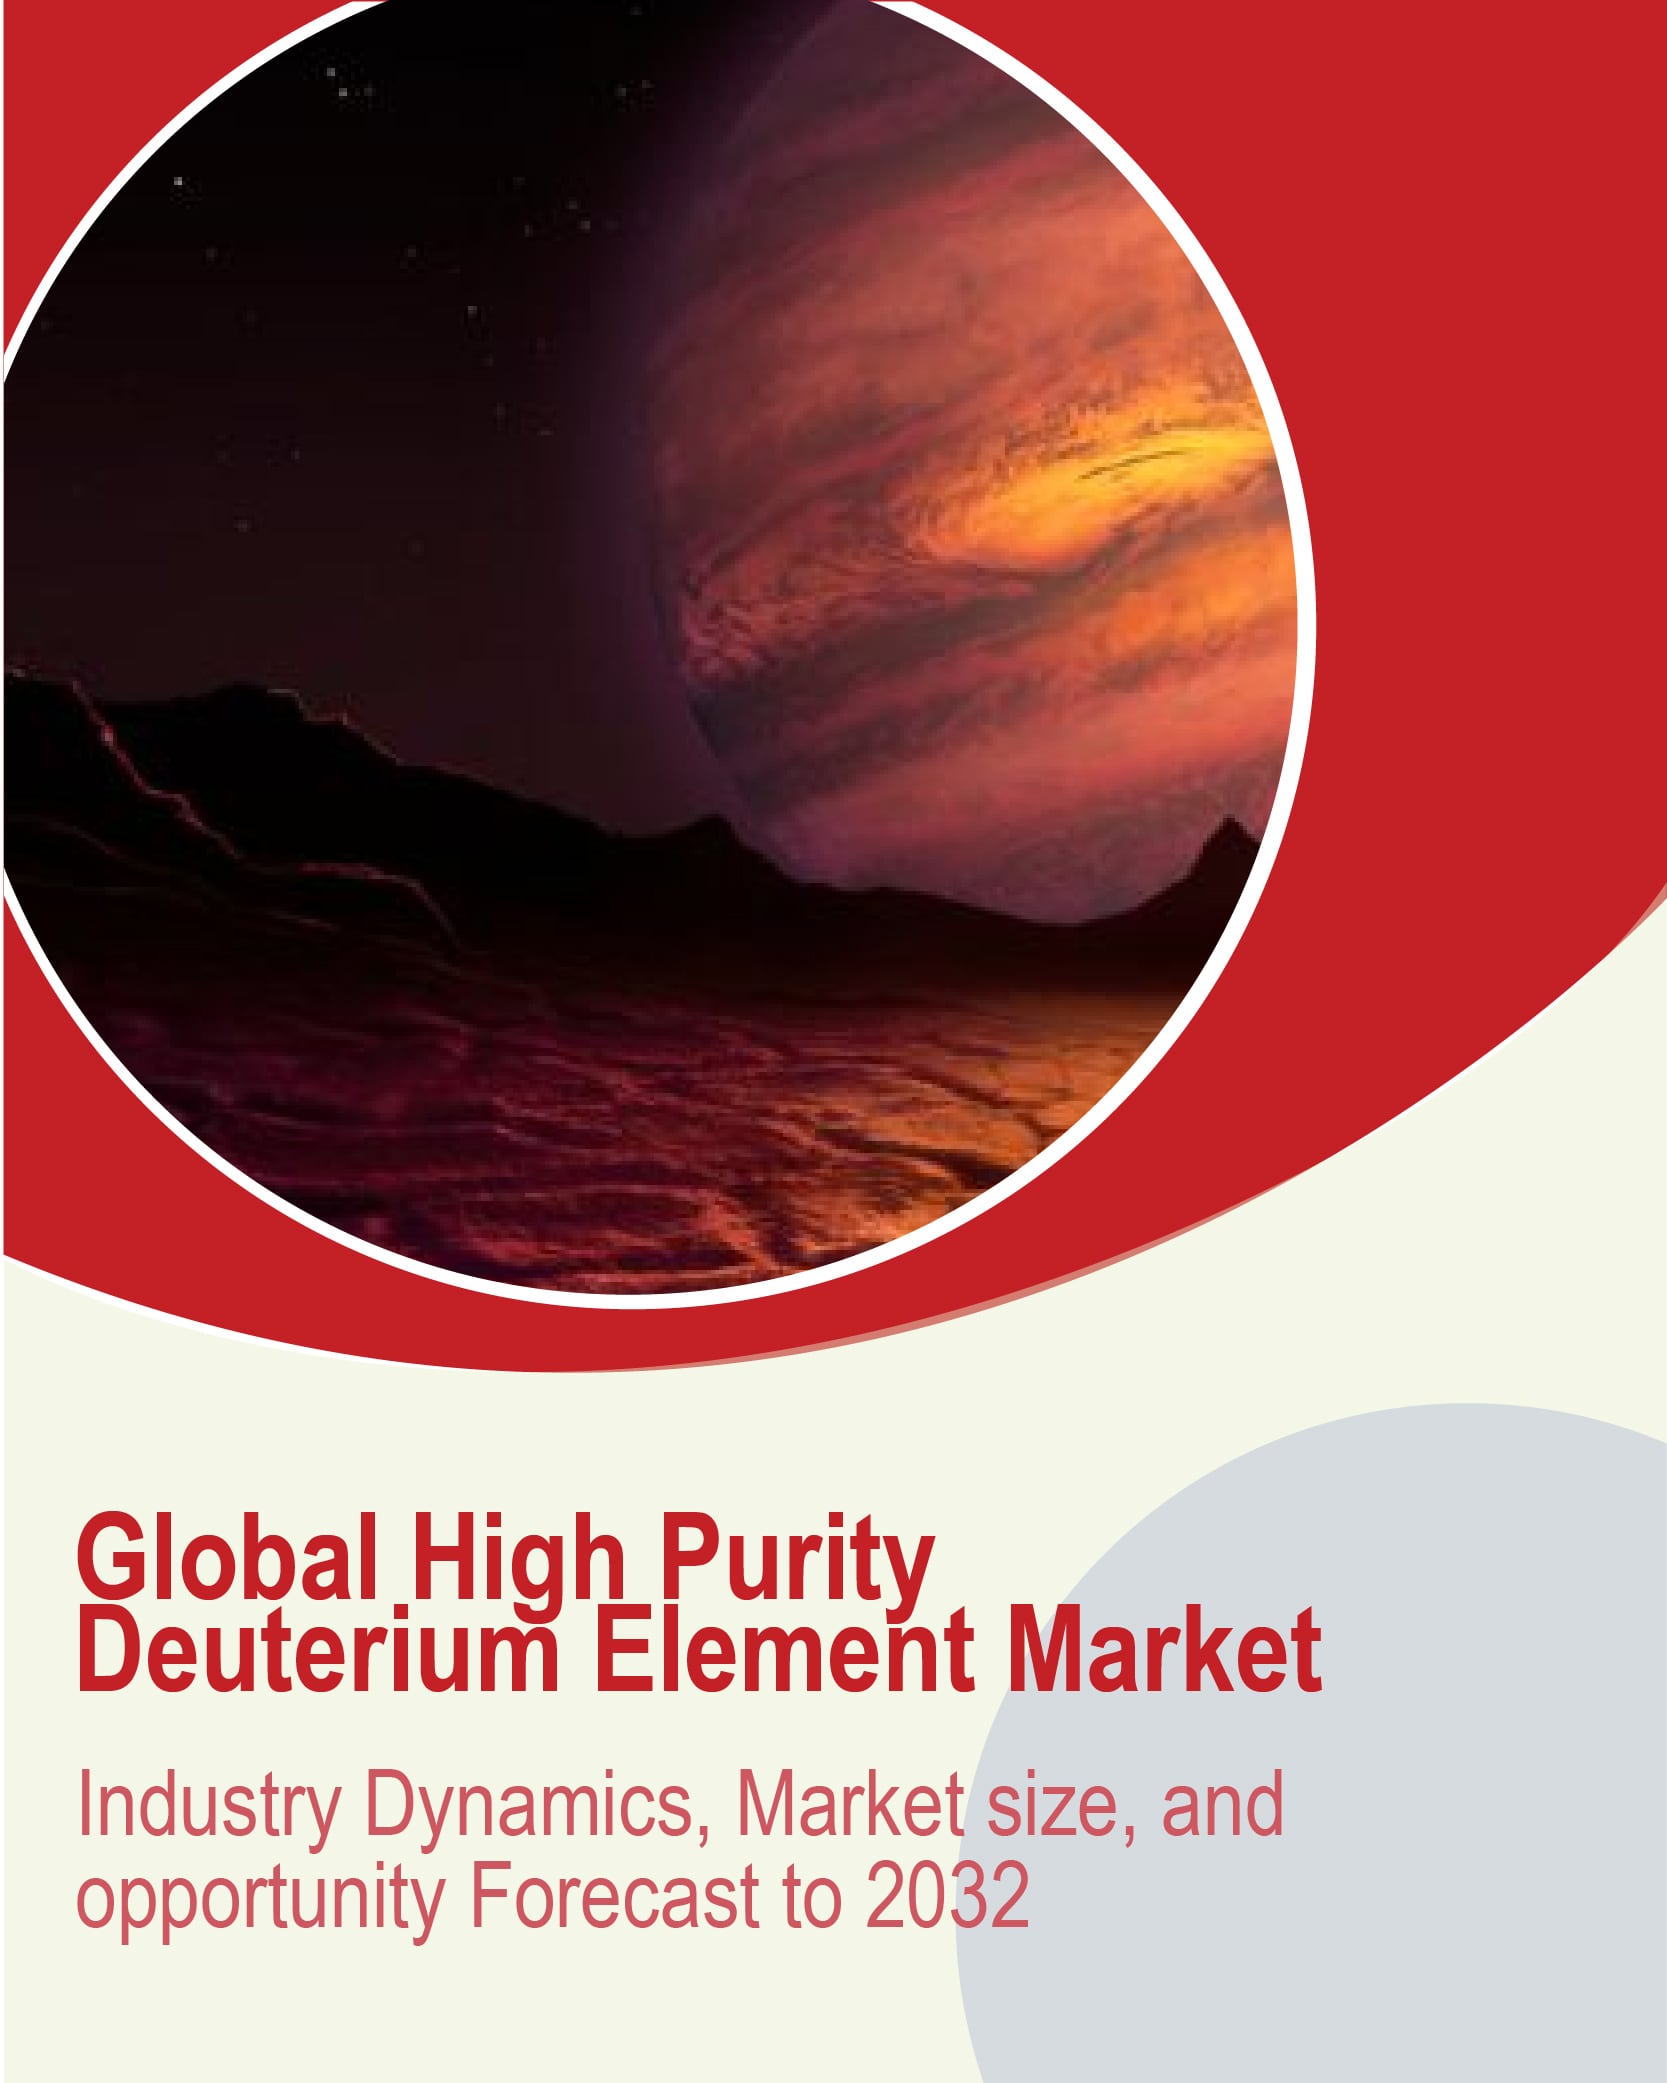 Global High Purity
Deuterium Element Market
Industry Dynamics, Market size, and
opportunity Forecast to 2032